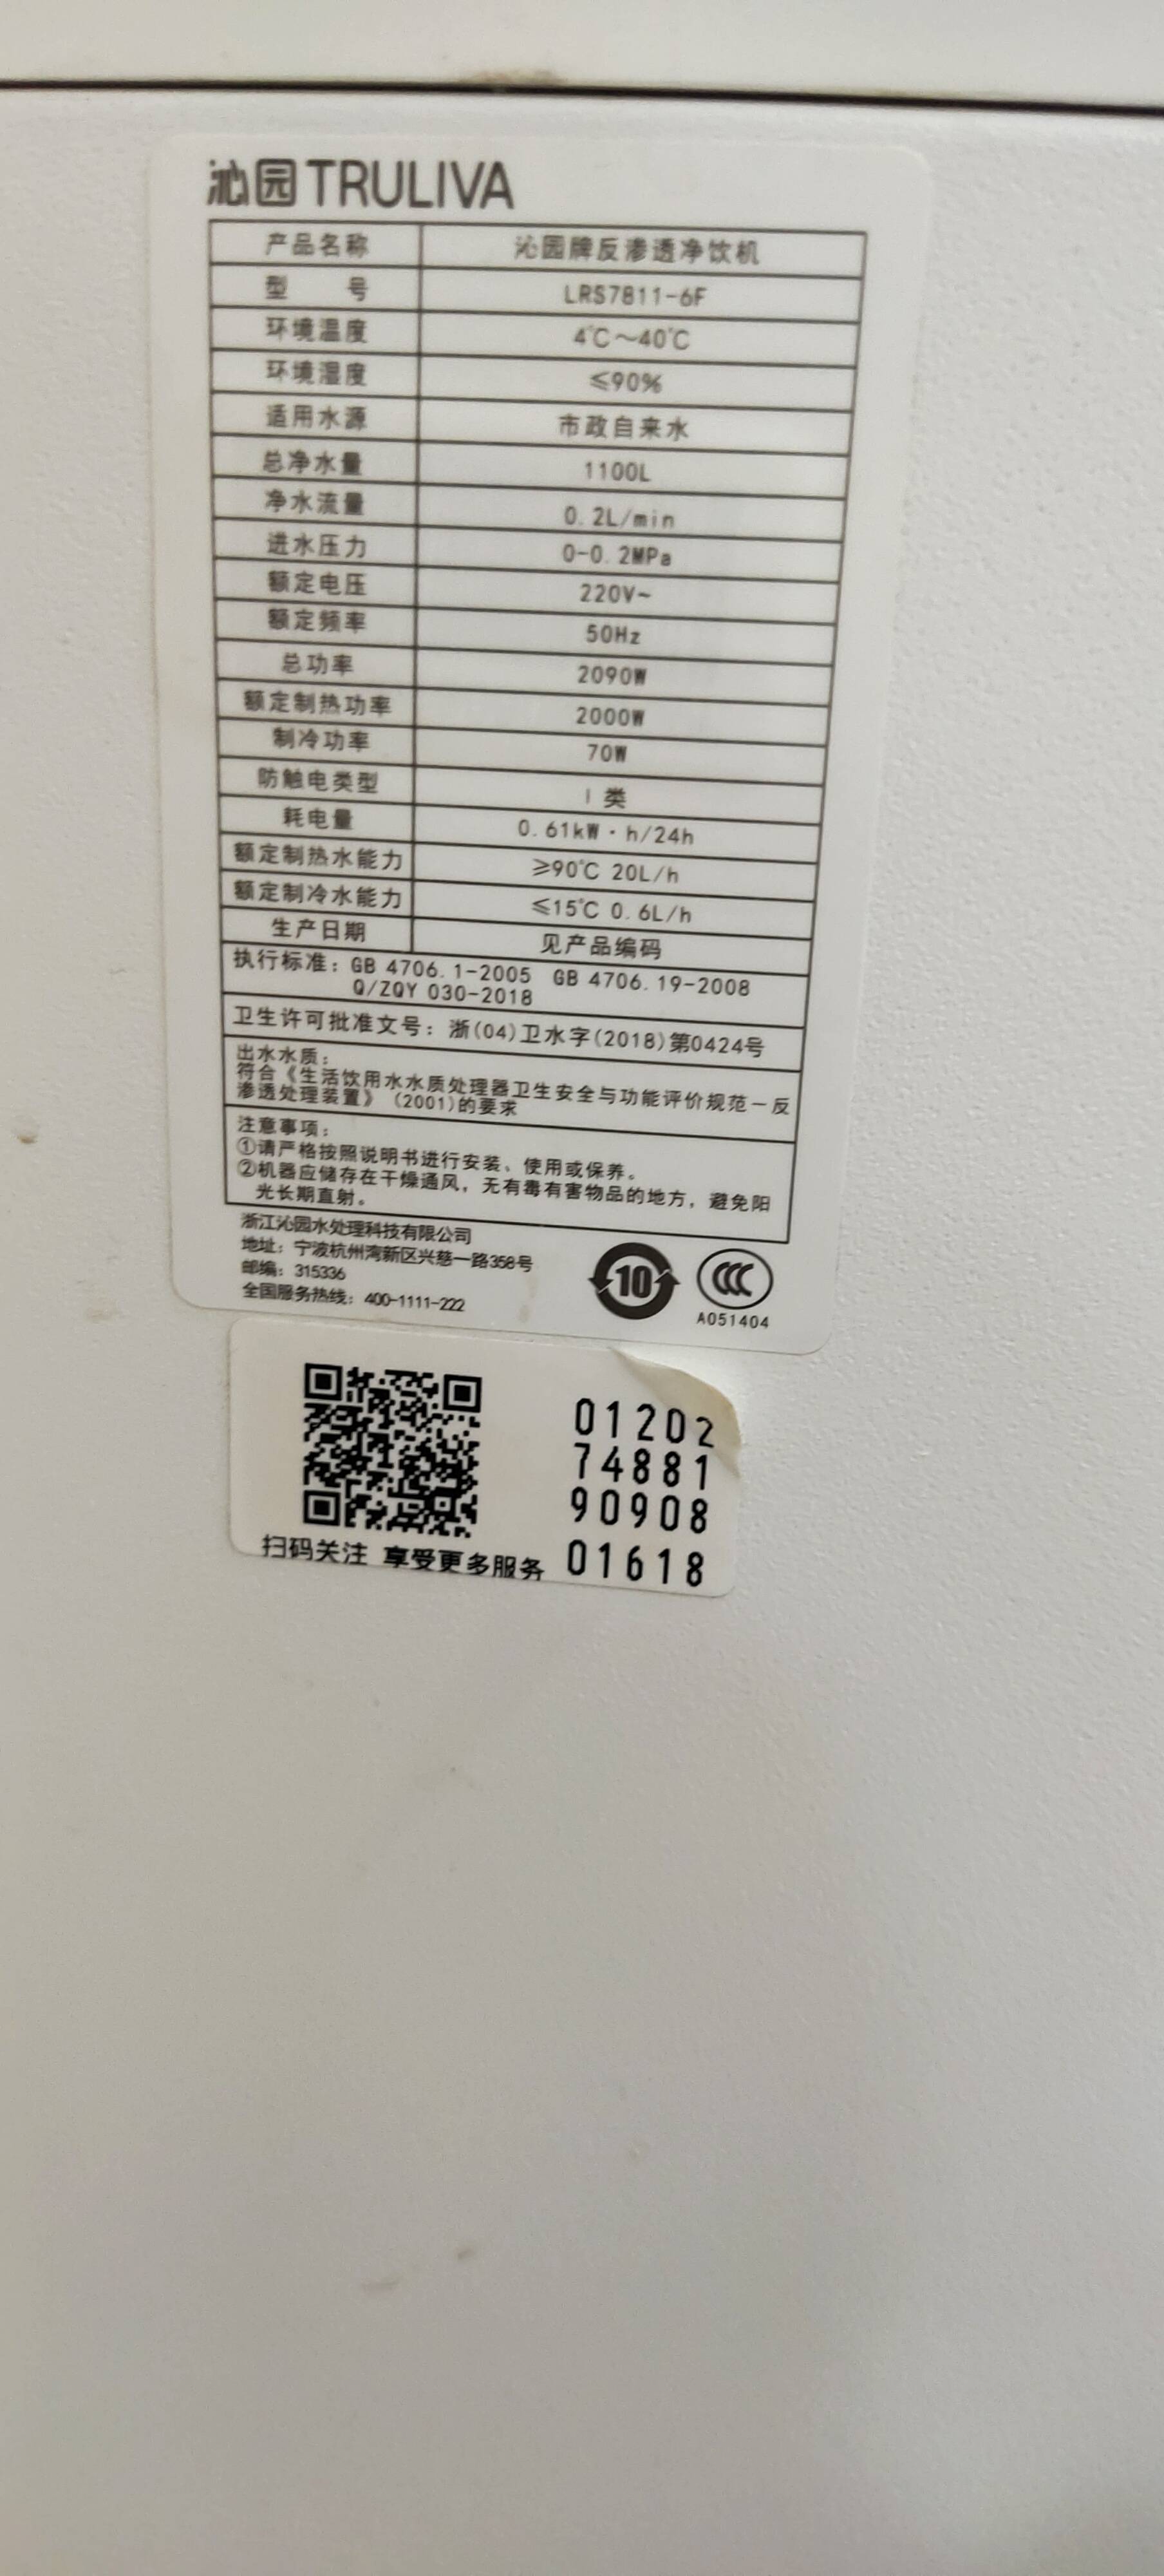 沁园TRULIVA
产品名称 沁园牌反渗透净饮机
型 号 LRS7811-6F
环境温度 4℃～40℃
环境湿度 ≤90%
适用水源 市政自来水
总净水量 1100L
净水流量 0.2L/min
进水压力 0-0.2MPa
额定电压 220V~
额定频率 50Hz
总功率 2090W
额定制热功率 2000W
制冷功率 70W
防触电类型 I 类
耗电量 0.61kW·h/24h
额定制热水能力 ≥90℃ 20L/h
额定制冷水能力 ≤15℃ 0.6L/h
生产日期 见产品编码
执行标准：GB 4706.1-2005 GB 4706.19-2008
Q/ZQY 030-2018
卫生许可批准文号：浙(04)卫水字(2018)第0424号
出水水质：
符合《生活饮用水水质处理器卫生安全与功能评价规范－反
渗透处理装置》（2001)的要求
注意事项：
①请严格按照说明书进行安装、使用或保养。
②机器应储存在干燥通风，无有毒有害物品的地方，避免阳
光长期直射。
浙江沁园水处理科技有限公司
地址：宁波杭州湾新区兴慈一路358号
邮编：315336
全国服务热线：400-1111-222
10
CCC
A051404
01202
74881
90908
01618
扫码关注 享受更多服务